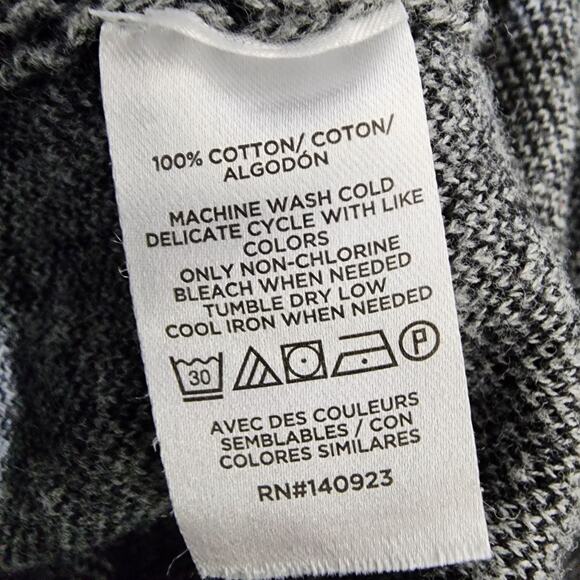 100% COTTON/ COTON/
ALGODÓN
MACHINE WASH COLD
DELICATE CYCLE WITH LIKE
COLORS
ONLY NON-CHLORINE
BLEACH WHEN NEEDED
TUMBLE DRY LOW
COOL IRON WHEN NEEDED
30 P
AVEC DES COULEURS
SEMBLABLES / CON
COLORES SIMILARES
RN#140923